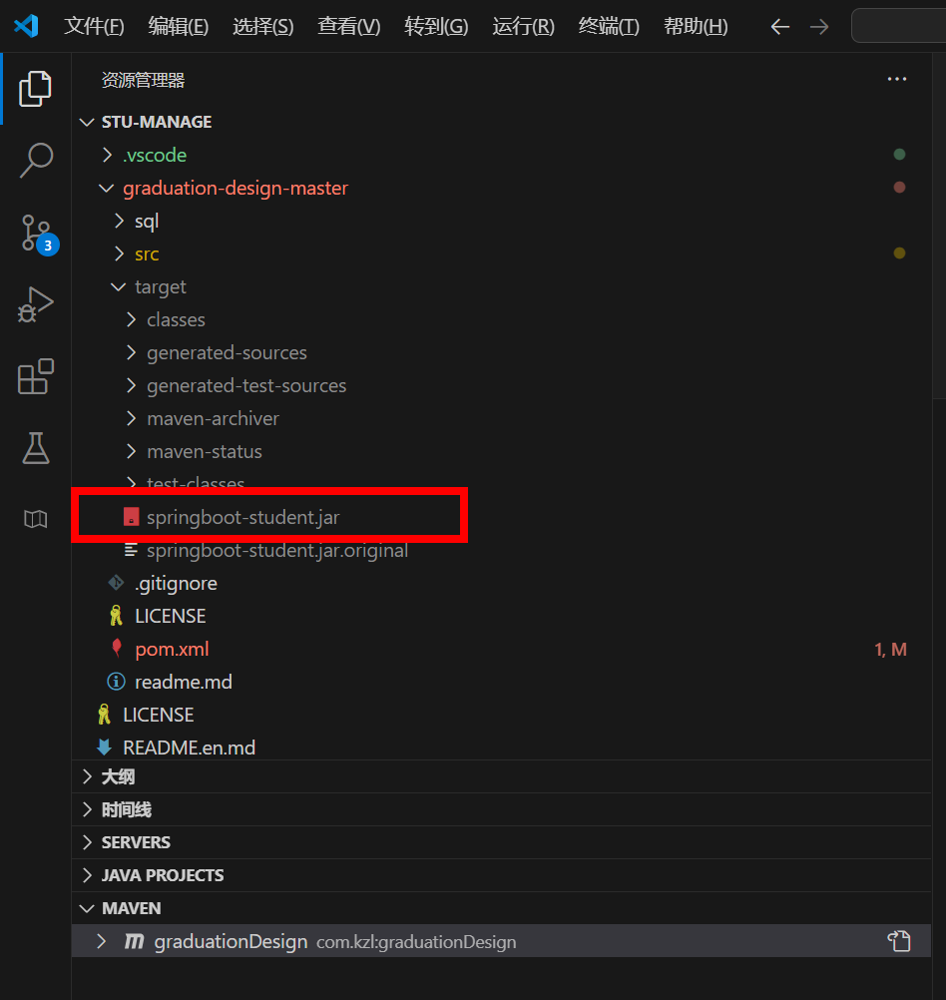 文件(F) 编辑(E) 选择(S) 查看(V) 转到(G) 运行(R) 终端(T) 帮助(H)
资源管理器
STU-MANAGE
.vscode
graduation-design-master
sql
src
3
target
classes
generated-sources
generated-test-sources
maven-archiver
maven-status
test-classes
springboot-student.jar
springboot-student.jar.original
.gitignore
LICENSE
pom.xml 1, M
readme.md
LICENSE
README.en.md
大纲
时间线
SERVERS
JAVA PROJECTS
MAVEN
graduationDesign com.kzl:graduationDesign